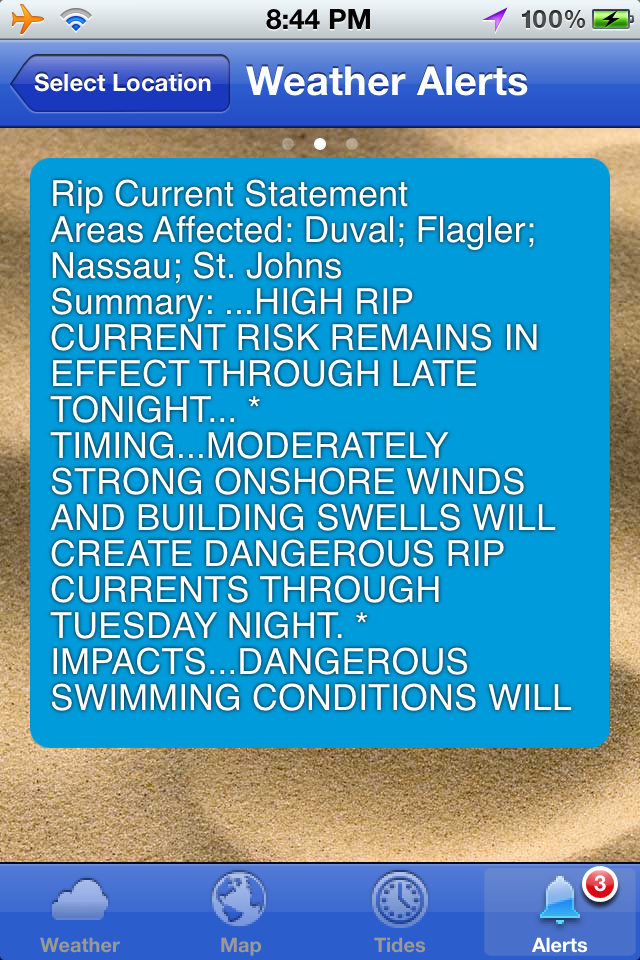 8:44 PM 100%
Select Location Weather Alerts
Rip Current Statement
Areas Affected: Duval; Flagler;
Nassau; St. Johns
Summary: ...HIGH RIP
CURRENT RISK REMAINS IN
EFFECT THROUGH LATE
TONIGHT... *
TIMING...MODERATELY
STRONG ONSHORE WINDS
AND BUILDING SWELLS WILL
CREATE DANGEROUS RIP
CURRENTS THROUGH
TUESDAY NIGHT. *
IMPACTS...DANGEROUS
SWIMMING CONDITIONS WILL
3
Weather Map Tides Alerts